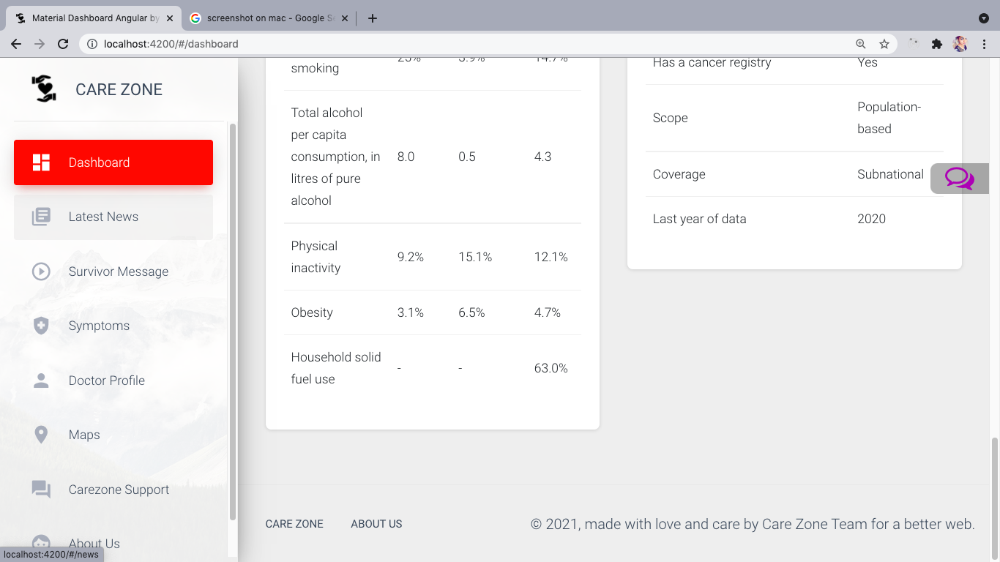 Material Dashboard Angular by
screenshot on mac - Google S
localhost:4200/#/dashboard
CARE ZONE
Dashboard
Latest News
Survivor Message
Symptoms
Doctor Profile
Maps
Carezone Support
About Us
localhost:4200/#/news
smoking
Total alcohol
per capita
consumption, in
litres of pure
alcohol
8.0 0.5 4.3
Physical
inactivity
9.2% 15.1% 12.1%
Obesity 3.1% 6.5% 4.7%
Household solid
fuel use
- - 63.0%
Has a cancer registry Yes
Scope
Population-
based
Coverage Subnational
Last year of data 2020
CARE ZONE ABOUT US
© 2021, made with love and care by Care Zone Team for a better web.